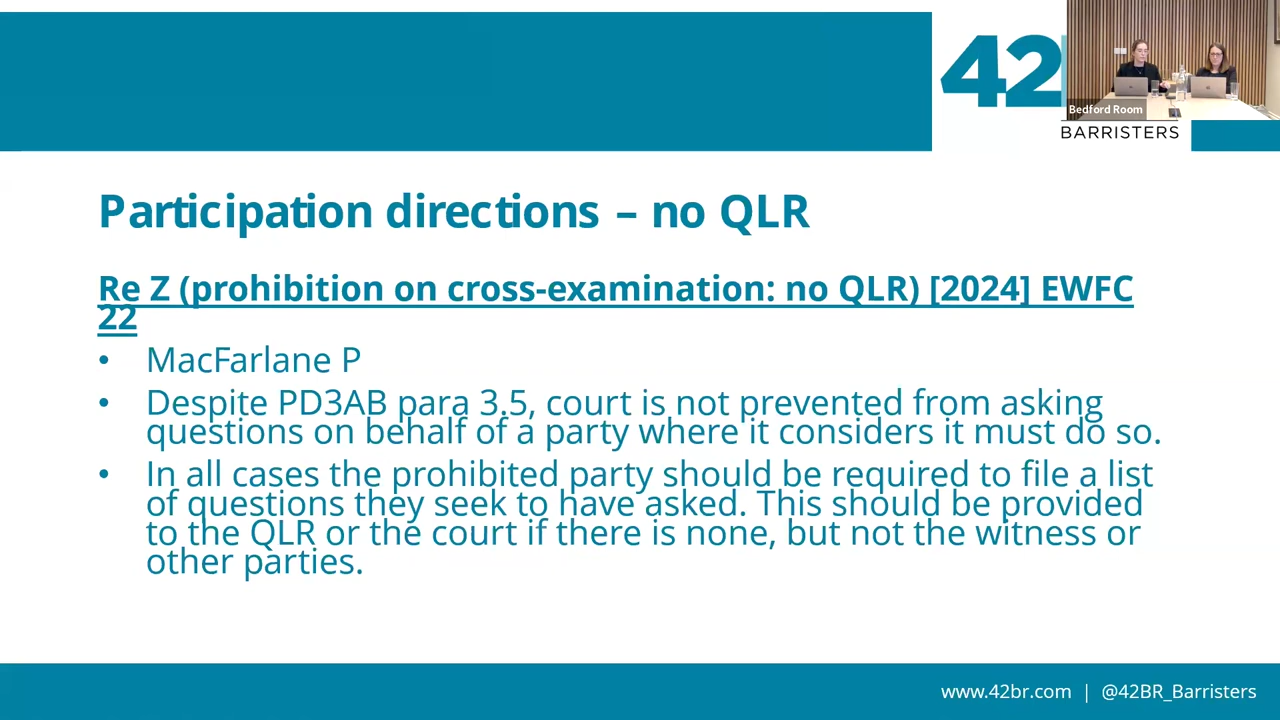 42
Bedford Room
BARRISTERS
Participation directions – no QLR
Re Z (prohibition on cross-examination: no QLR) [2024] EWFC
22
• MacFarlane P
• Despite PD3AB para 3.5, court is not prevented from asking
questions on behalf of a party where it considers it must do so.
• In all cases the prohibited party should be required to file a list
of questions they seek to have asked. This should be provided
to the QLR or the court if there is none, but not the witness or
other parties.
www.42br.com | @42BR_Barristers